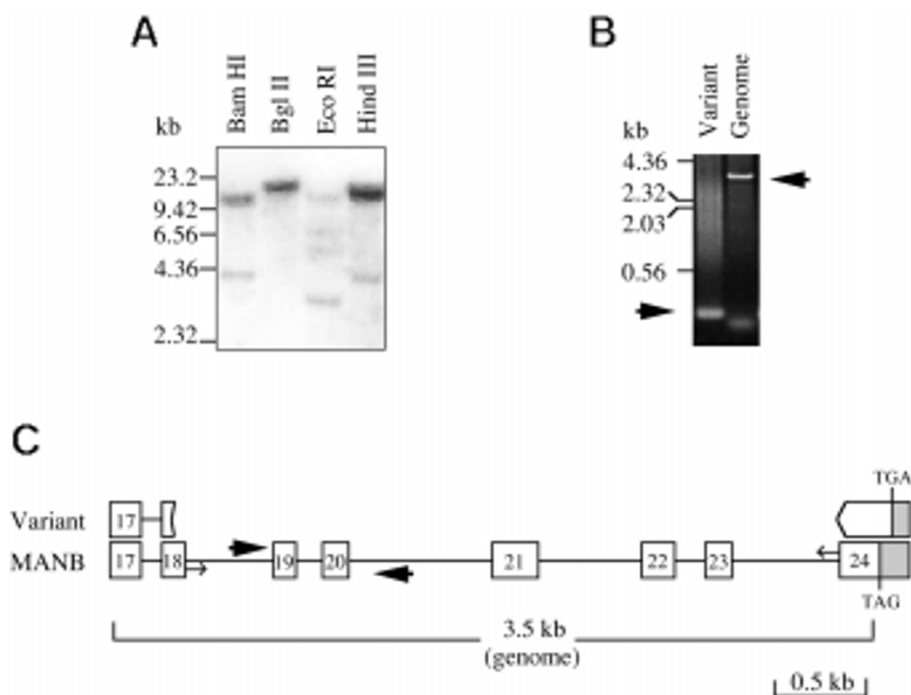 A
Bam HI
Bgl II
Eco RI
Hind III
kb
23.2
9.42
6.56
4.36
2.32
B
Variant
Genome
kb
4.36
2.32
2.03
0.56
C
TGA
Variant 17
MANB 17 18 19 20 21 22 23 24
TAG
3.5 kb
(genome)
0.5 kb